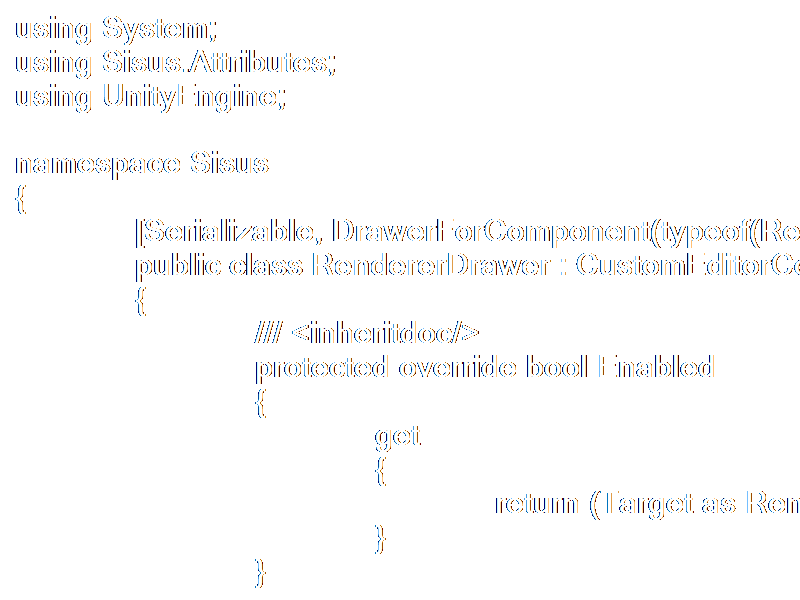 using System;
using Sisus.Attributes;
using UnityEngine;
namespace Sisus
{
[Serializable, DrawerForComponent(typeof(Re
public class RendererDrawer : CustomEditorCo
{
//// <inheritdoc/>
protected override bool Enabled
{
get
{
return (Target as Ren
}
}